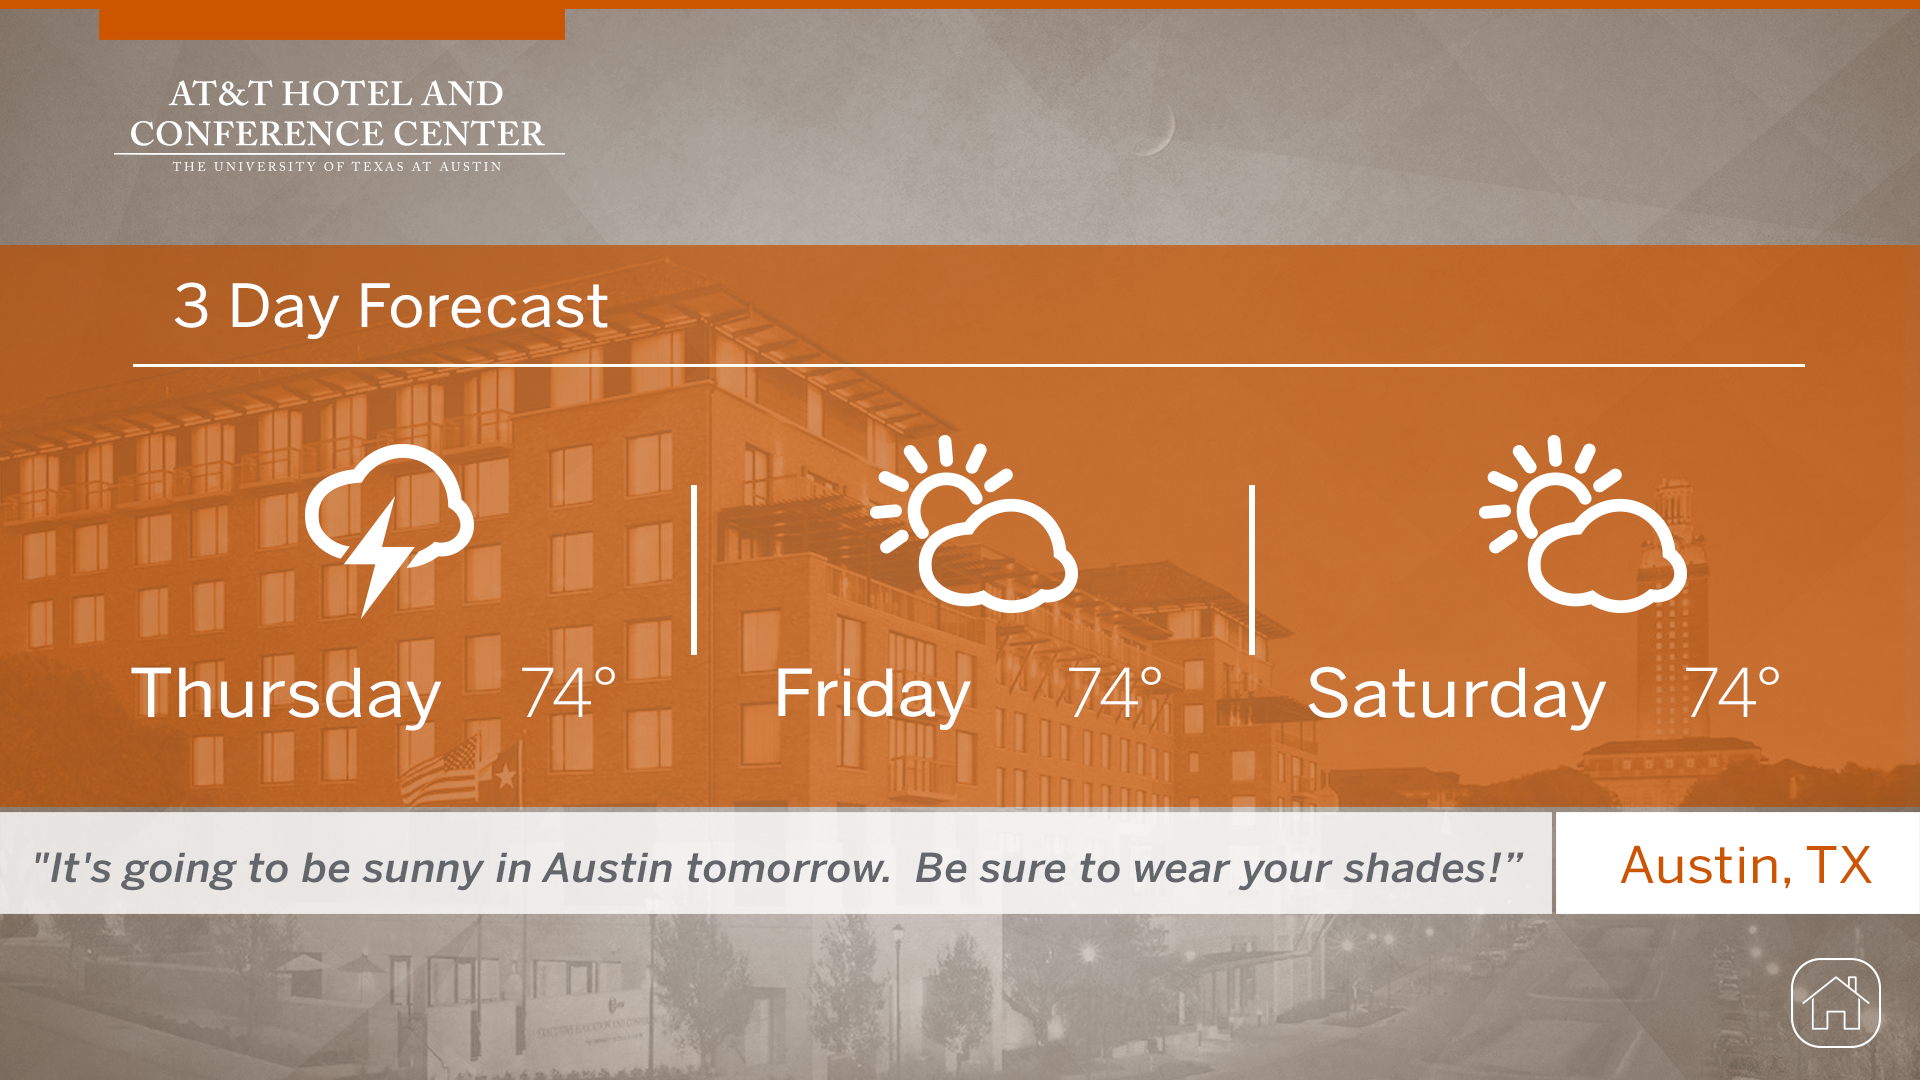 AT&T HOTEL AND
CONFERENCE CENTER
THE UNIVERSITY OF TEXAS AT AUSTIN
3 Day Forecast
Thursday 74°
Friday 74°
Saturday 74°
"It's going to be sunny in Austin tomorrow.  Be sure to wear your shades!”
Austin, TX